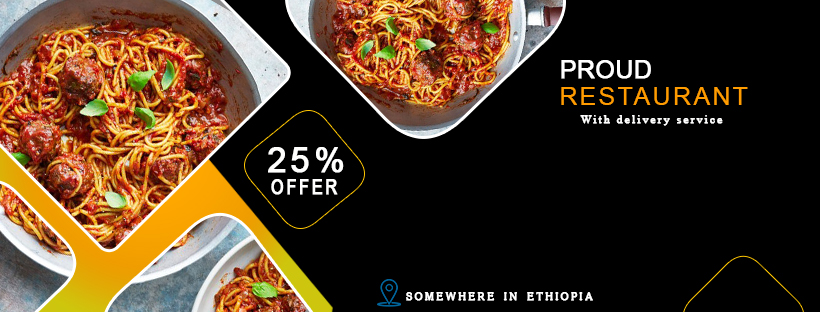 PROUD
RESTAURANT
With delivery service
25%
OFFER
SOMEWHERE IN ETHIOPIA